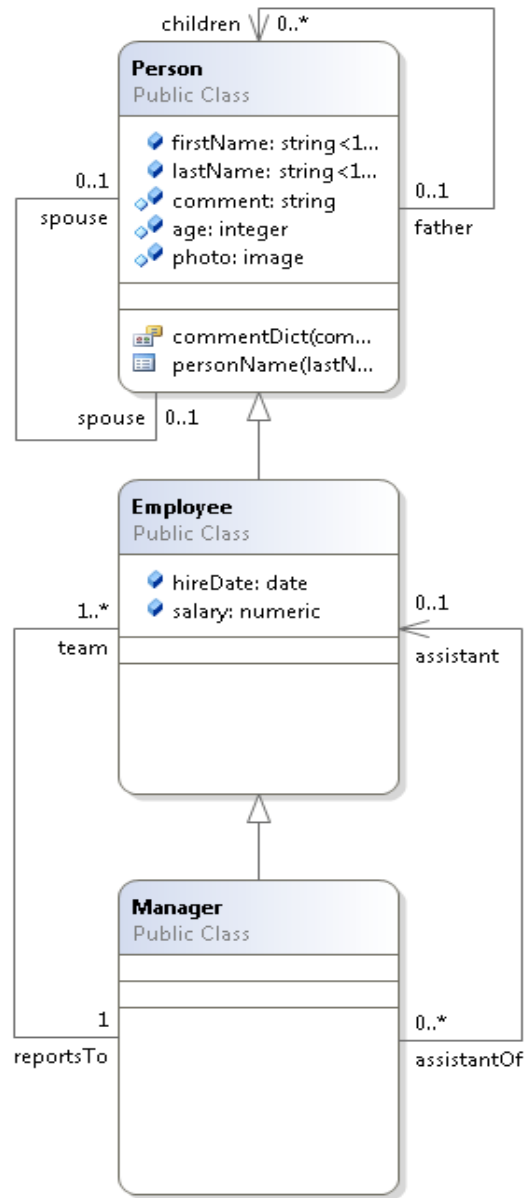 children 0..*
Person
Public Class
firstName: string<1...
lastName: string<1...
comment: string
age: integer
photo: image
0..1
spouse
0..1
father
commentDict(com...
personName(lastN...
spouse 0..1
Employee
Public Class
hireDate: date
salary: numeric
1..*
team
0..1
assistant
Manager
Public Class
1
reportsTo
0..*
assistantOf